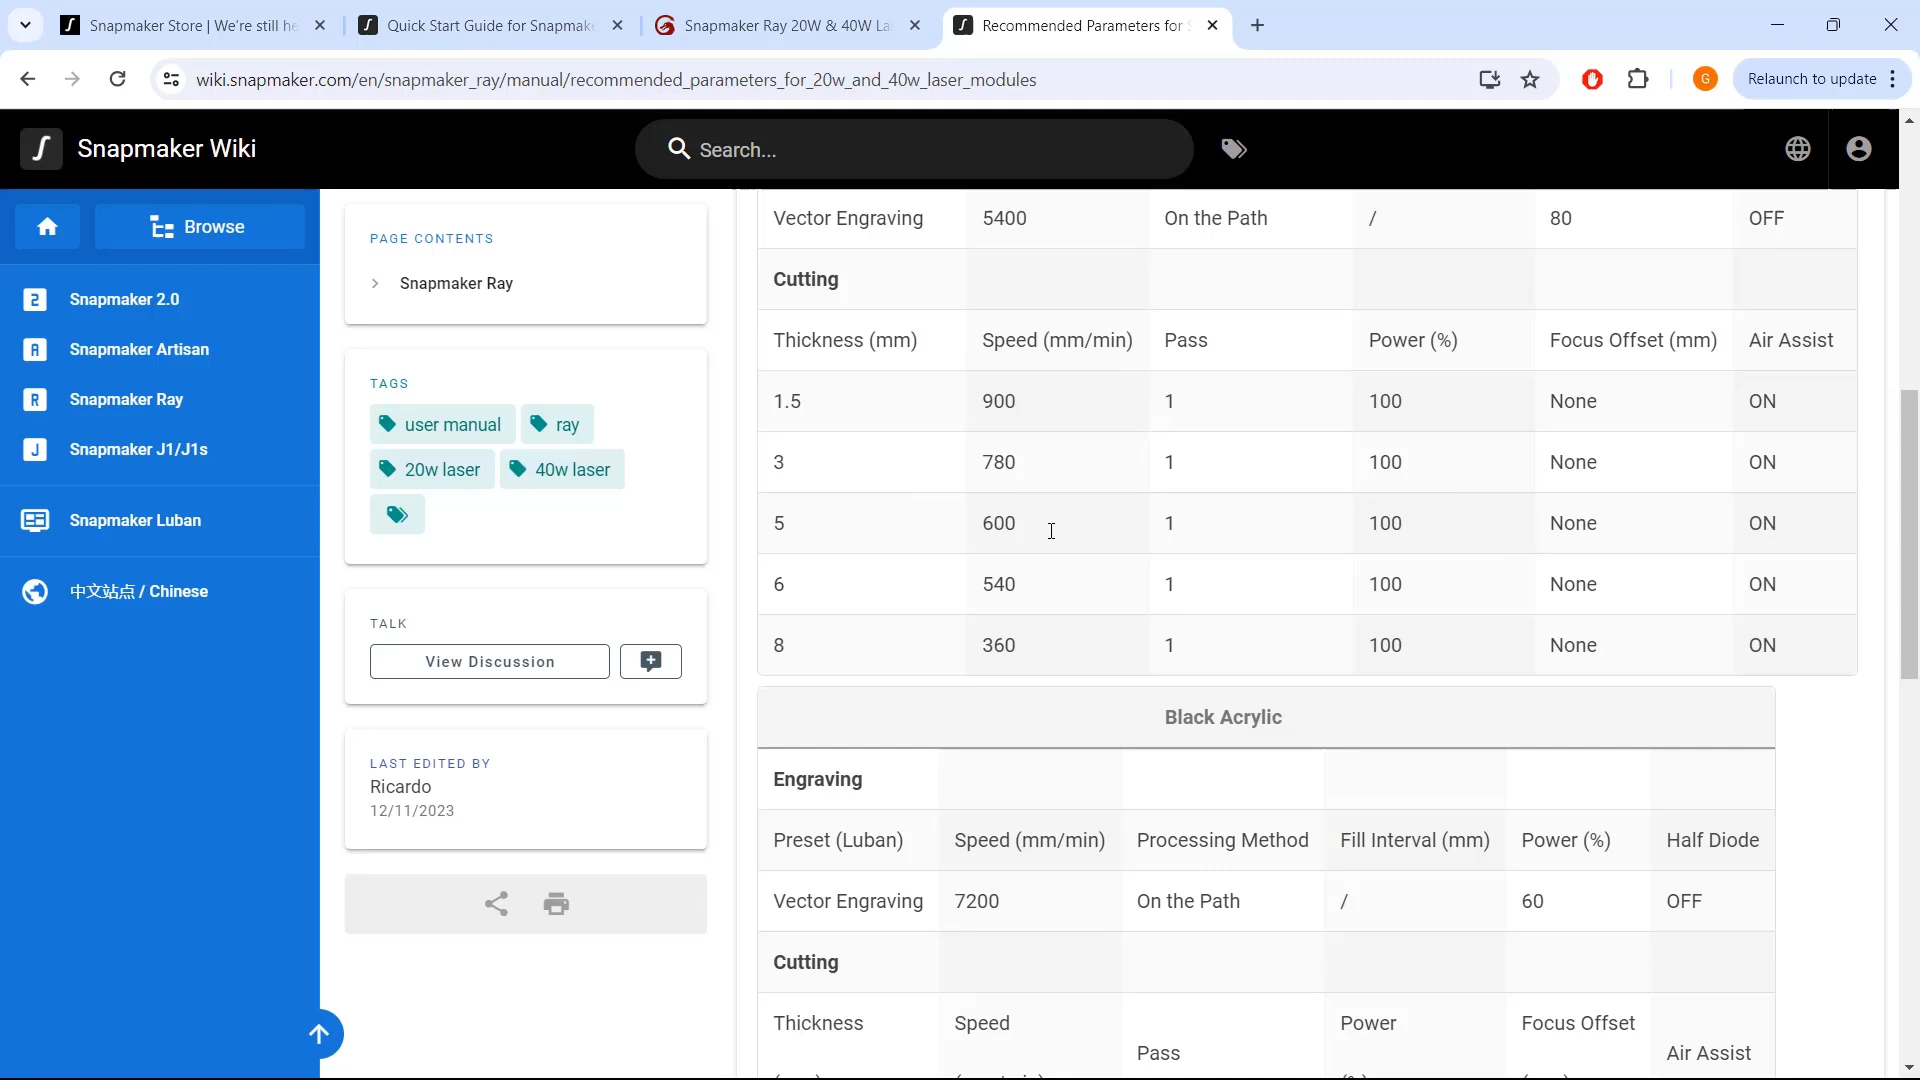 Snapmaker Store | We're still he
Quick Start Guide for Snapmake
Snapmaker Ray 20W & 40W La
Recommended Parameters for S
wiki.snapmaker.com/en/snapmaker_ray/manual/recommended_parameters_for_20w_and_40w_laser_modules
G
Relaunch to update
Snapmaker Wiki
Search...
Browse
2 Snapmaker 2.0
A Snapmaker Artisan
R Snapmaker Ray
J Snapmaker J1/J1s
Snapmaker Luban
中文站点 / Chinese
PAGE CONTENTS
Snapmaker Ray
TAGS
user manual ray
20w laser 40w laser
TALK
View Discussion
LAST EDITED BY
Ricardo
12/11/2023
Vector Engraving 5400 On the Path / 80 OFF
Cutting
Thickness (mm) Speed (mm/min) Pass Power (%) Focus Offset (mm) Air Assist
1.5 900 1 100 None ON
3 780 1 100 None ON
5 600 1 100 None ON
6 540 1 100 None ON
8 360 1 100 None ON
Black Acrylic
Engraving
Preset (Luban) Speed (mm/min) Processing Method Fill Interval (mm) Power (%) Half Diode
Vector Engraving 7200 On the Path / 60 OFF
Cutting
Thickness Speed Power Focus Offset
Pass Air Assist